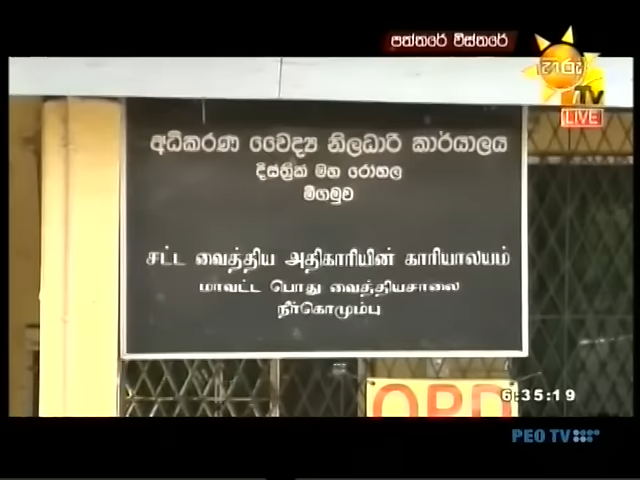 පත්තරේ විස්තරේ
හිරු
TV
LIVE
අධිකරණ වෛද්‍ය නිලධාරී කාර්යාලය
දිස්ත්‍රික් මහ රෝහල
මීගමුව
சட்ட வைத்திய அதிகாரியின் காரியாலயம்
மாவட்ட பொது வைத்தியசாலை
நீர்கொழும்பு
OPD
6:35:19
PEO TV